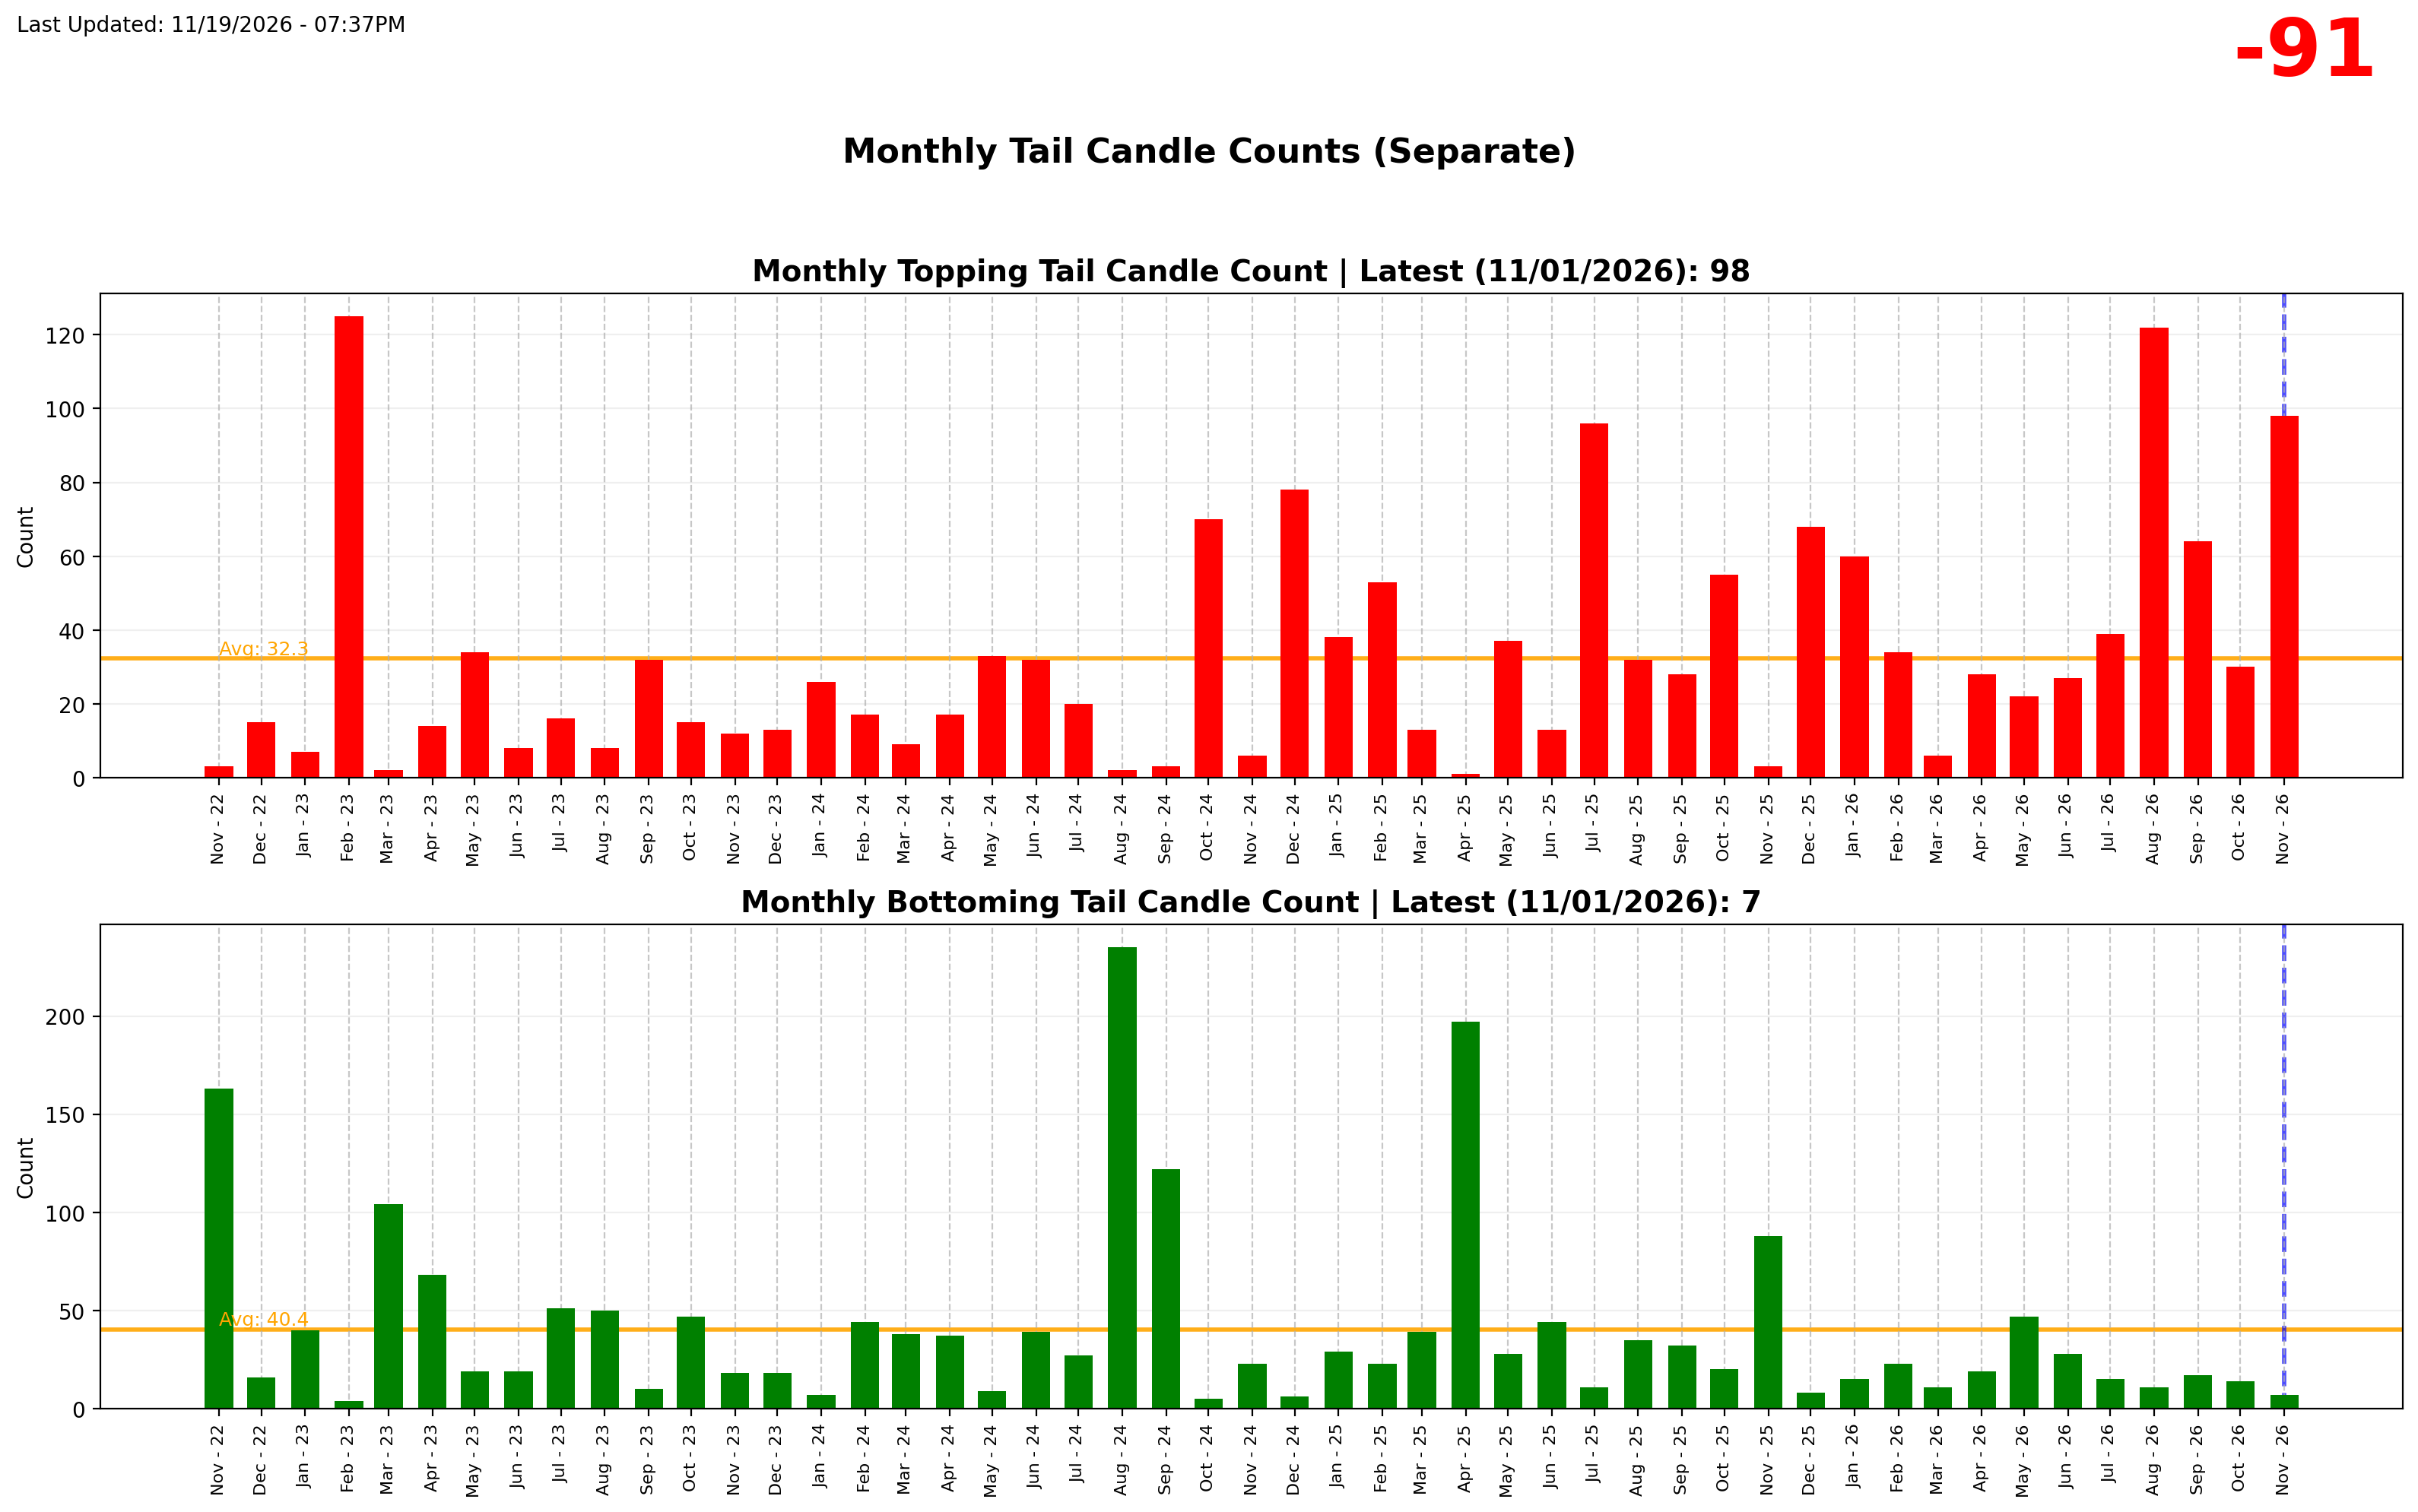 Last Updated: 11/19/2026 - 07:37PM
-91
Monthly Tail Candle Counts (Separate)
Monthly Topping Tail Candle Count | Latest (11/01/2026): 98
Count
120
100
80
60
40
20
0
Avg: 32.3
Nov - 22
Dec - 22
Jan - 23
Feb - 23
Mar - 23
Apr - 23
May - 23
Jun - 23
Jul - 23
Aug - 23
Sep - 23
Oct - 23
Nov - 23
Dec - 23
Jan - 24
Feb - 24
Mar - 24
Apr - 24
May - 24
Jun - 24
Jul - 24
Aug - 24
Sep - 24
Oct - 24
Nov - 24
Dec - 24
Jan - 25
Feb - 25
Mar - 25
Apr - 25
May - 25
Jun - 25
Jul - 25
Aug - 25
Sep - 25
Oct - 25
Nov - 25
Dec - 25
Jan - 26
Feb - 26
Mar - 26
Apr - 26
May - 26
Jun - 26
Jul - 26
Aug - 26
Sep - 26
Oct - 26
Nov - 26
Monthly Bottoming Tail Candle Count | Latest (11/01/2026): 7
Count
200
150
100
50
0
Avg: 40.4
Nov - 22
Dec - 22
Jan - 23
Feb - 23
Mar - 23
Apr - 23
May - 23
Jun - 23
Jul - 23
Aug - 23
Sep - 23
Oct - 23
Nov - 23
Dec - 23
Jan - 24
Feb - 24
Mar - 24
Apr - 24
May - 24
Jun - 24
Jul - 24
Aug - 24
Sep - 24
Oct - 24
Nov - 24
Dec - 24
Jan - 25
Feb - 25
Mar - 25
Apr - 25
May - 25
Jun - 25
Jul - 25
Aug - 25
Sep - 25
Oct - 25
Nov - 25
Dec - 25
Jan - 26
Feb - 26
Mar - 26
Apr - 26
May - 26
Jun - 26
Jul - 26
Aug - 26
Sep - 26
Oct - 26
Nov - 26